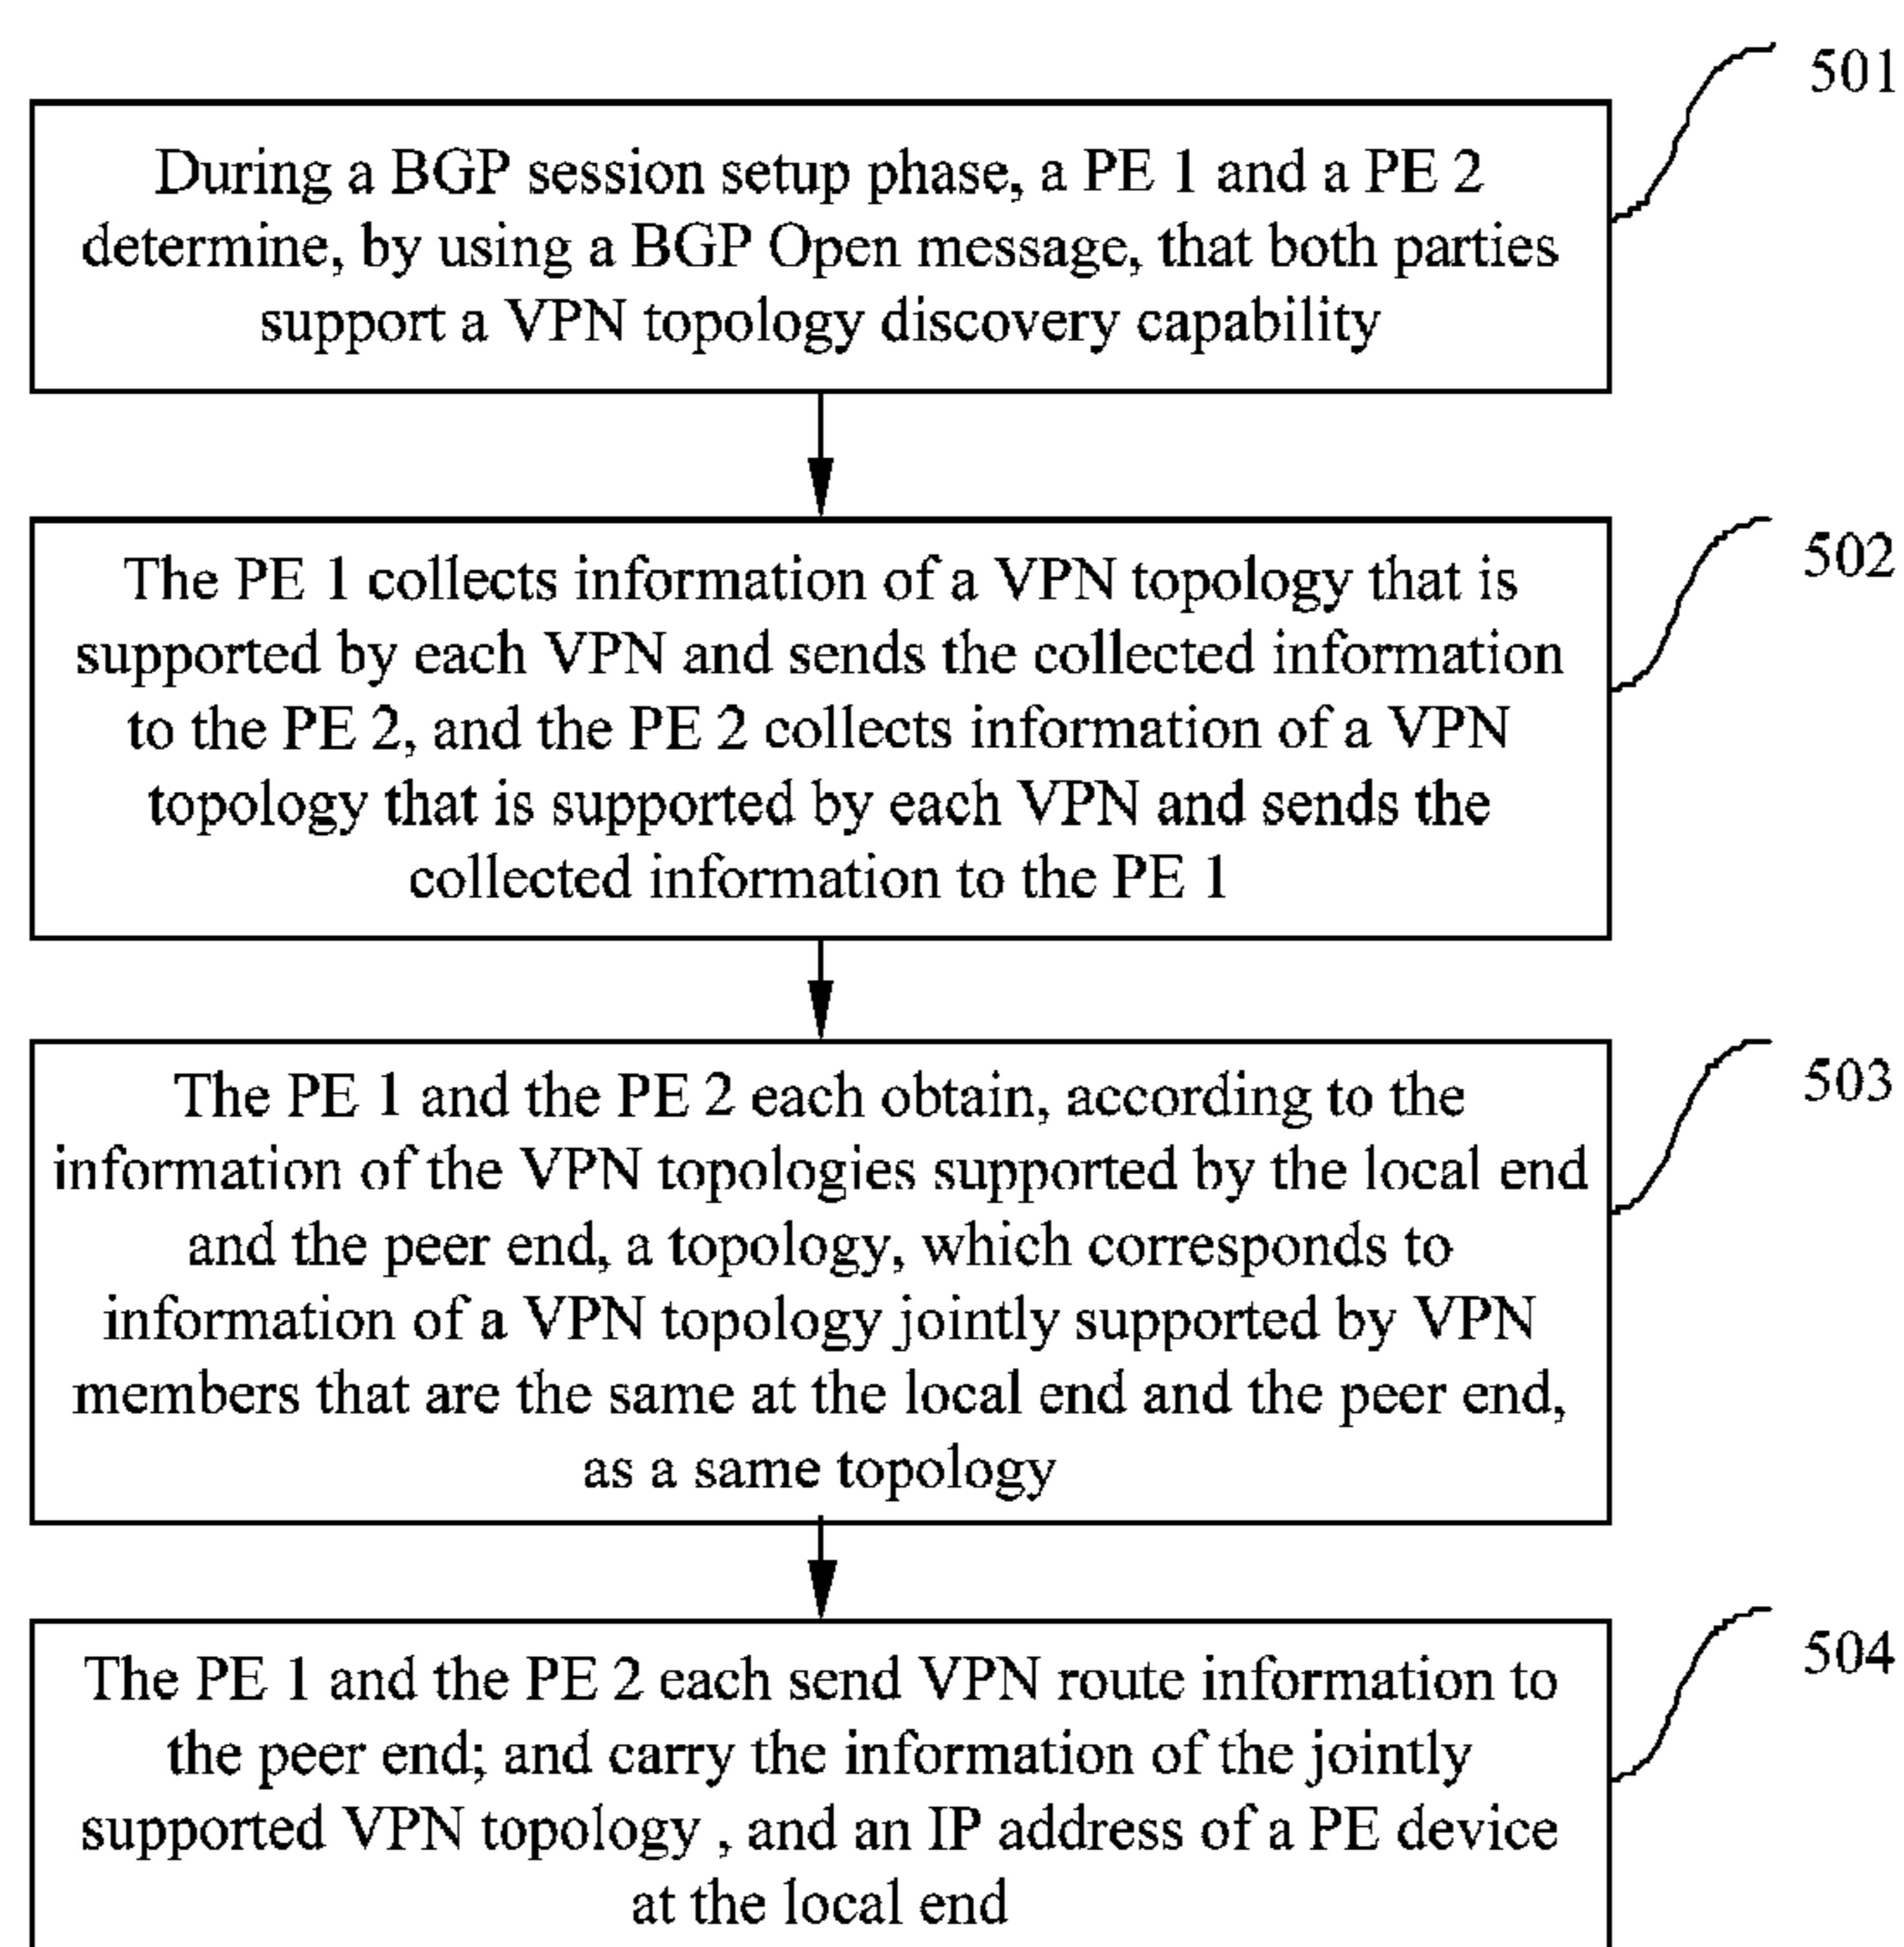 501
During a BGP session setup phase, a PE 1 and a PE 2
determine, by using a BGP Open message, that both parties
support a VPN topology discovery capability
502
The PE 1 collects information of a VPN topology that is
supported by each VPN and sends the collected information
to the PE 2, and the PE 2 collects information of a VPN
topology that is supported by each VPN and sends the
collected information to the PE 1
503
The PE 1 and the PE 2 each obtain, according to the
information of the VPN topologies supported by the local end
and the peer end, a topology, which corresponds to
information of a VPN topology jointly supported by VPN
members that are the same at the local end and the peer end,
as a same topology
504
The PE 1 and the PE 2 each send VPN route information to
the peer end; and carry the information of the jointly
supported VPN topology , and an IP address of a PE device
at the local end